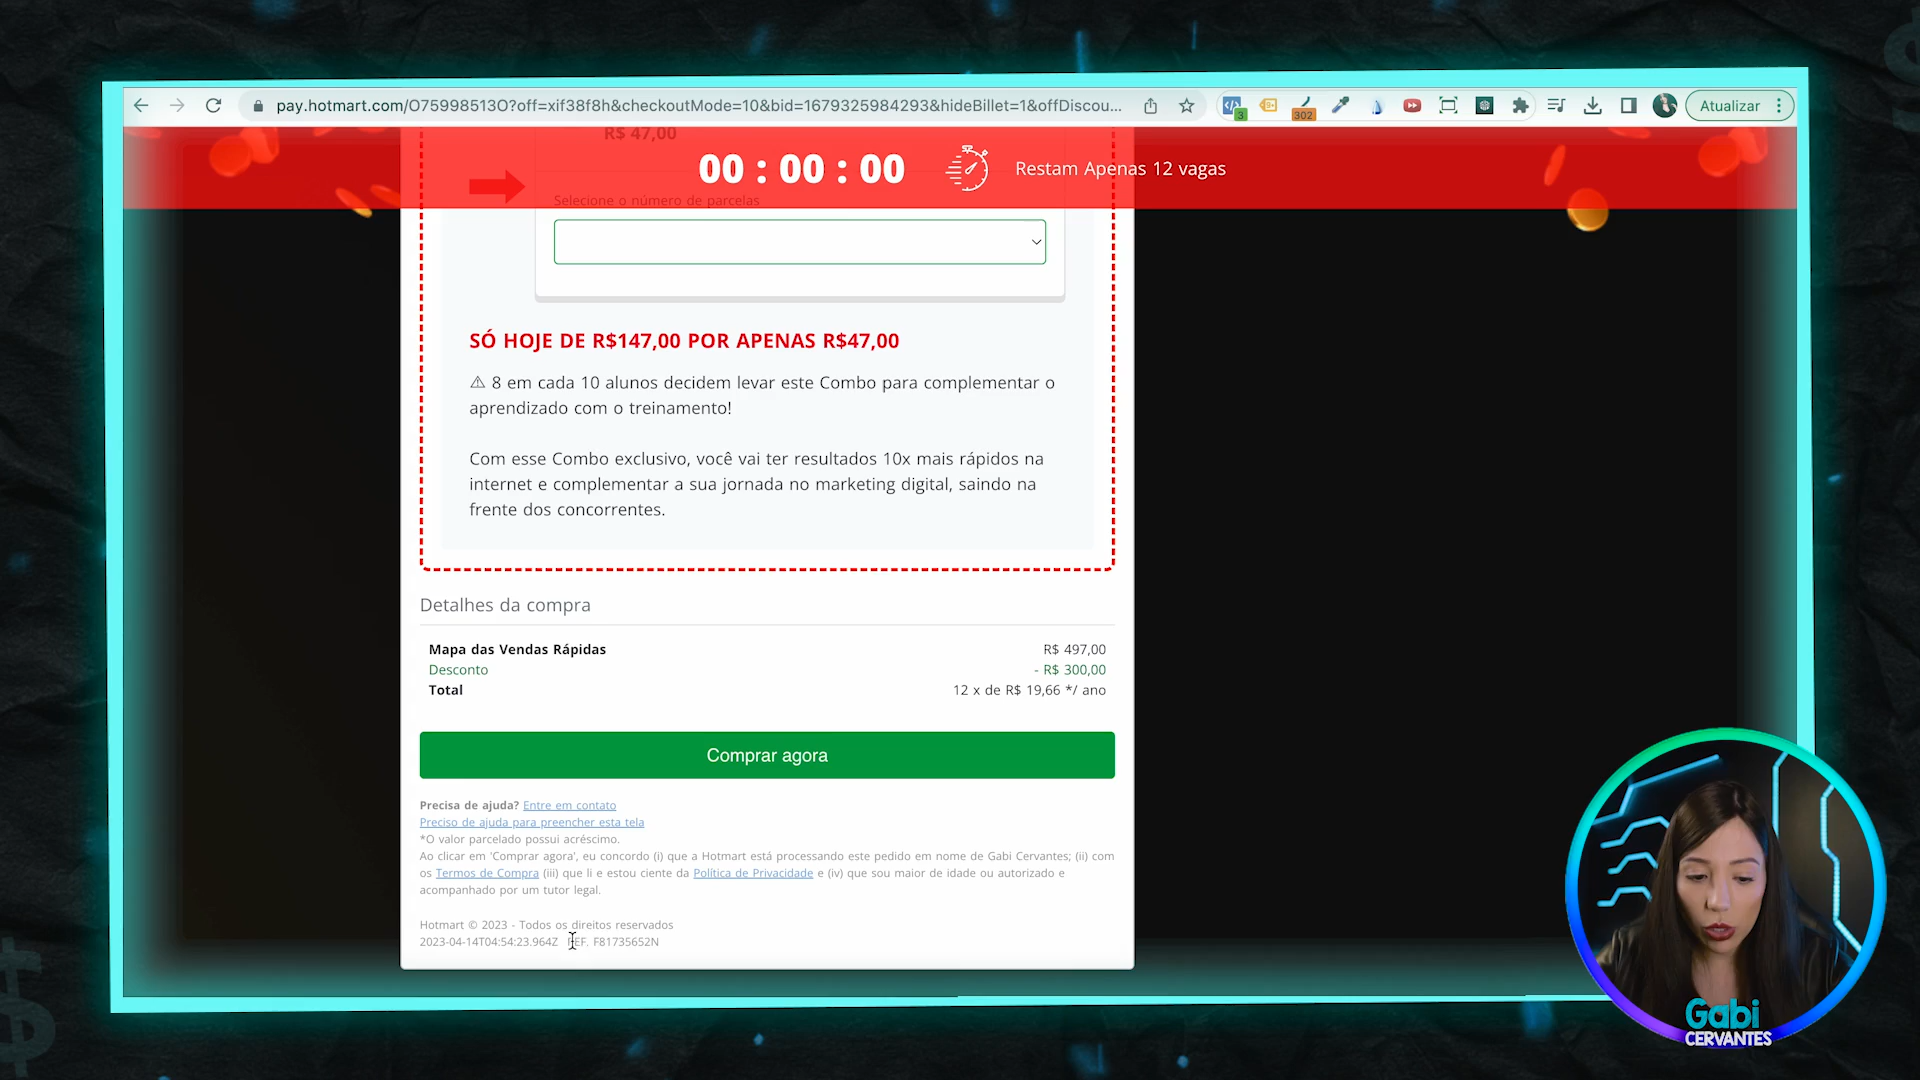 pay.hotmart.com/O75998513O?off=xif38f8h&checkoutMode=10&bid=1679325984293&hideBillet=1&offDiscou...
3
302
Atualizar
R$ 47,00
00 : 00 : 00
Restam Apenas 12 vagas
Selecione o número de parcelas
SÓ HOJE DE R$147,00 POR APENAS R$47,00
⚠ 8 em cada 10 alunos decidem levar este Combo para complementar o
aprendizado com o treinamento!
Com esse Combo exclusivo, você vai ter resultados 10x mais rápidos na
internet e complementar a sua jornada no marketing digital, saindo na
frente dos concorrentes.
Detalhes da compra
Mapa das Vendas Rápidas R$ 497,00
Desconto - R$ 300,00
Total 12 x de R$ 19,66 */ ano
Comprar agora
Precisa de ajuda? Entre em contato
Preciso de ajuda para preencher esta tela
*O valor parcelado possui acréscimo.
Ao clicar em 'Comprar agora', eu concordo (i) que a Hotmart está processando este pedido em nome de Gabi Cervantes; (ii) com
os Termos de Compra (iii) que li e estou ciente da Política de Privacidade e (iv) que sou maior de idade ou autorizado e
acompanhado por um tutor legal.
Hotmart © 2023 - Todos os direitos reservados
2023-04-14T04:54:23.964Z REF. F81735652N
Gabi
CERVANTES